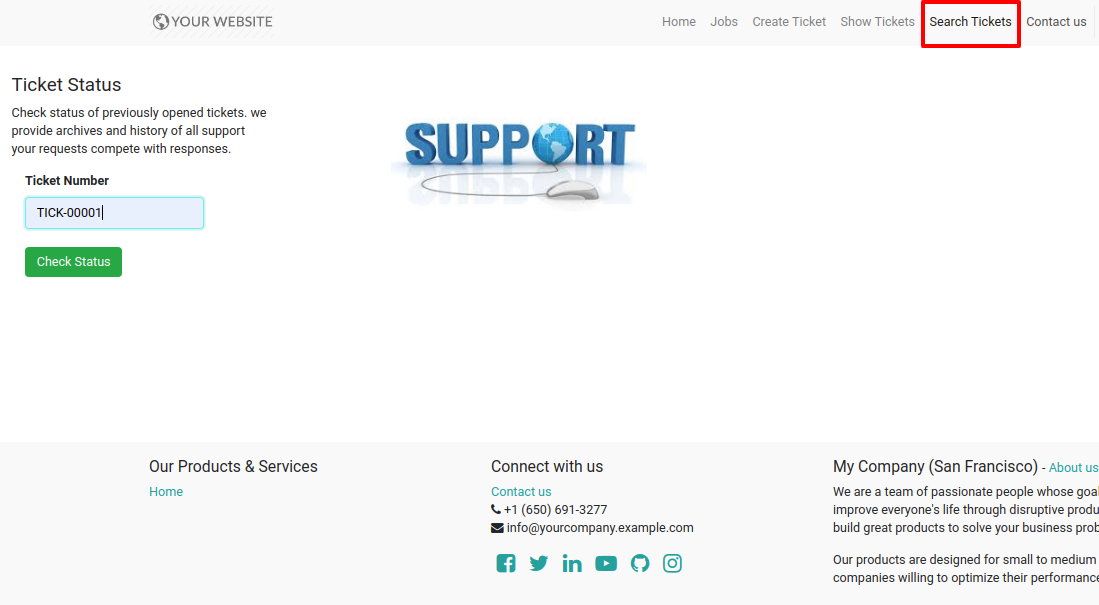 YOUR WEBSITE
Home Jobs Create Ticket Show Tickets Search Tickets Contact us
Ticket Status
Check status of previously opened tickets. we
provide archives and history of all support
your requests compete with responses.
Ticket Number
TICK-00001
Check Status
SUPPORT
Our Products & Services
Home
Connect with us
Contact us
+1 (650) 691-3277
info@yourcompany.example.com
My Company (San Francisco) - About us
We are a team of passionate people whose goal
improve everyone's life through disruptive produ
build great products to solve your business prob
Our products are designed for small to medium
companies willing to optimize their performance